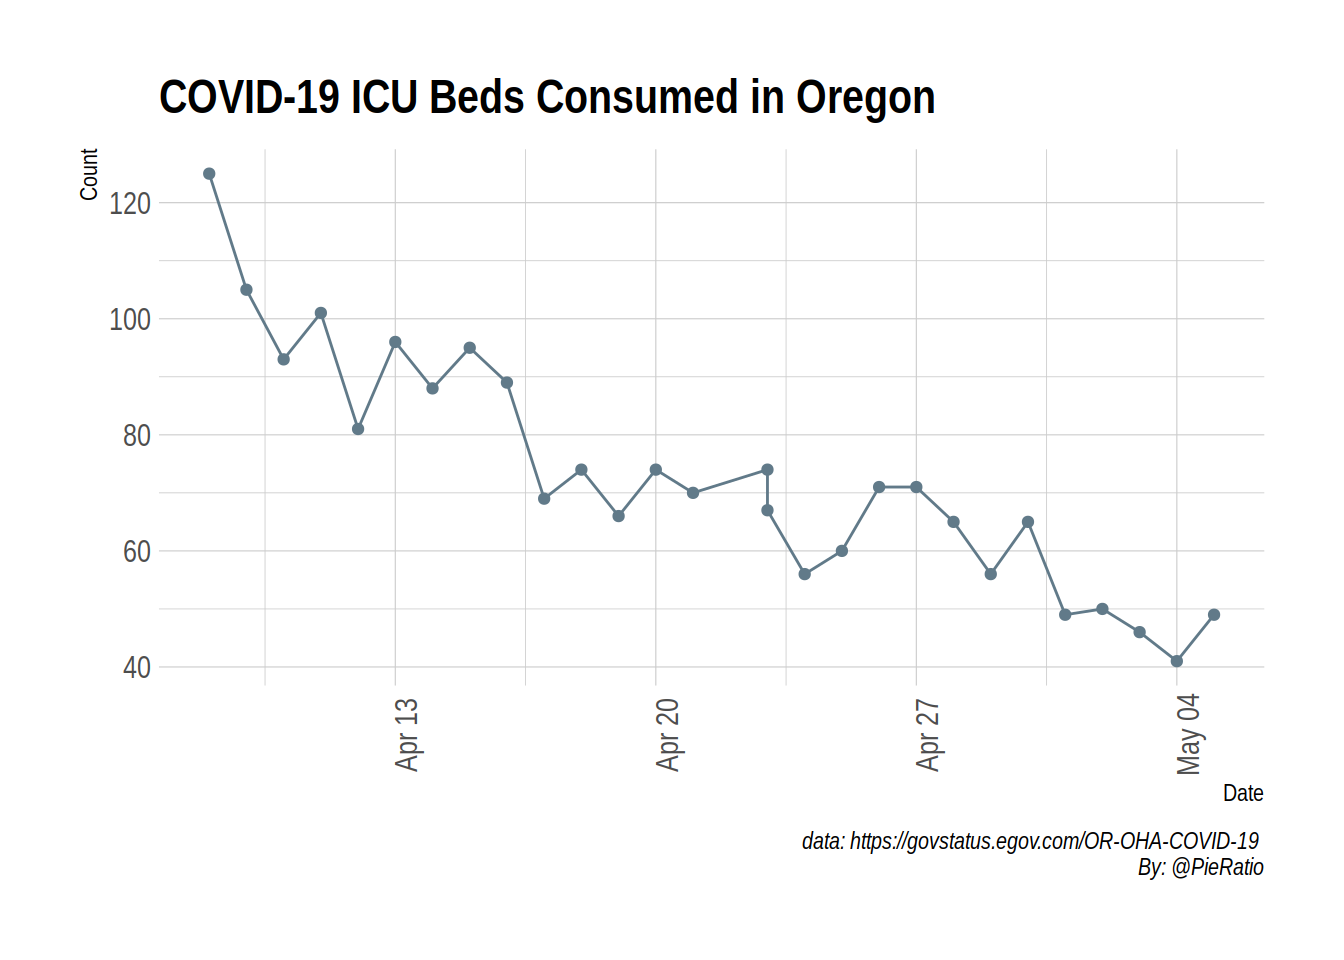 COVID-19 ICU Beds Consumed in Oregon
Count
120
100
80
60
40
Apr 13
Apr 20
Apr 27
May 04
Date
data: https://govstatus.egov.com/OR-OHA-COVID-19
By: @PieRatio